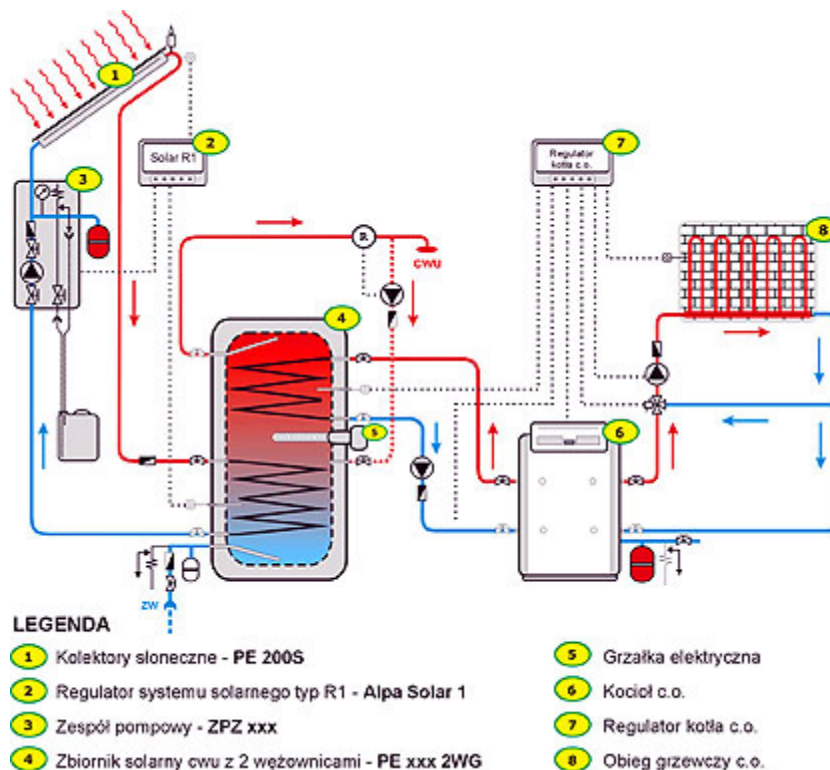 1
2
Solar R1
3
7
Regulator
kotła c.o.
8
R
CWU
4
5
6
ZW
LEGENDA
1 Kolektory słoneczne - PE 200S
2 Regulator systemu solarnego typ R1 - Alpa Solar 1
3 Zespół pompowy - ZPZ xxx
4 Zbiornik solarny cwu z 2 wężownicami - PE xxx 2WG
5 Grzałka elektryczna
6 Kocioł c.o.
7 Regulator kotła c.o.
8 Obieg grzewczy c.o.